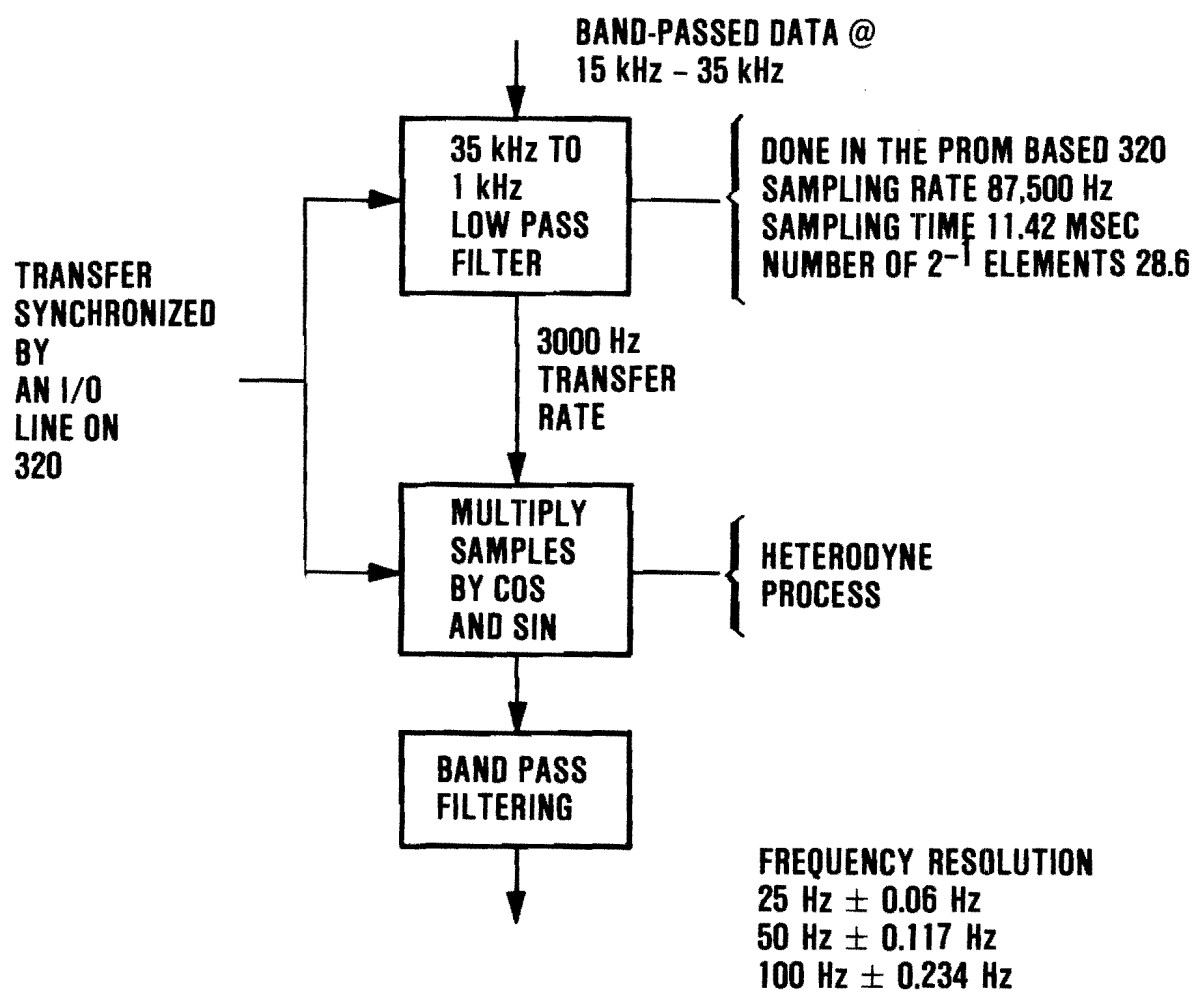 BAND-PASSED DATA @
15 kHz – 35 kHz
35 kHz TO
1 kHz
LOW PASS
FILTER
DONE IN THE PROM BASED 320
SAMPLING RATE 87,500 Hz
SAMPLING TIME 11.42 MSEC
NUMBER OF 2⁻¹ ELEMENTS 28.6
TRANSFER
SYNCHRONIZED
BY
AN I/O
LINE ON
320
3000 Hz
TRANSFER
RATE
MULTIPLY
SAMPLES
BY COS
AND SIN
HETERODYNE
PROCESS
BAND PASS
FILTERING
FREQUENCY RESOLUTION
25 Hz ± 0.06 Hz
50 Hz ± 0.117 Hz
100 Hz ± 0.234 Hz